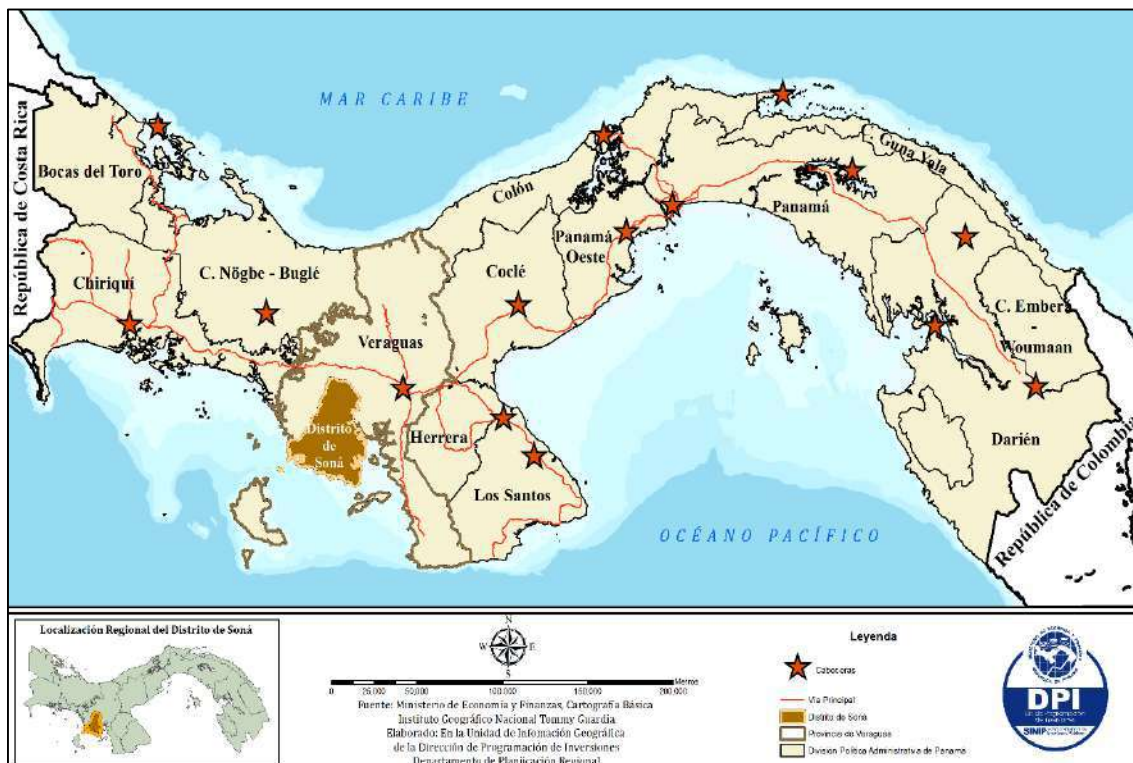 MAR CARIBE
República de Costa Rica
Bocas del Toro
Chiriquí
C. Nögbe - Buglé
Veraguas
Distrito
de
Soná
Colón
Coclé
Panamá
Oeste
Herrera
Los Santos
Panamá
C. Guna Yala
C. Embera
-
Woumaan
Darién
República de Colombia
OCÉANO PACÍFICO
Localización Regional del Distrito de Soná
N
E
S
0 25,000 50,000 100,000 150,000 200,000 Metros
Fuente: Ministerio de Economía y Finanzas, Cartografía Básica
Instituto Geográfico Nacional Tommy Guardia
Elaborado: En la Unidad de Infomación Geográfica
de la Dirección de Programación de Inversiones
Departamento de Planificación Regional
Leyenda
Cabeceras
Vía Principal
Distrito de Soná
Provincia de Veraguas
División Política Administrativa de Panamá
DPI
SINIP